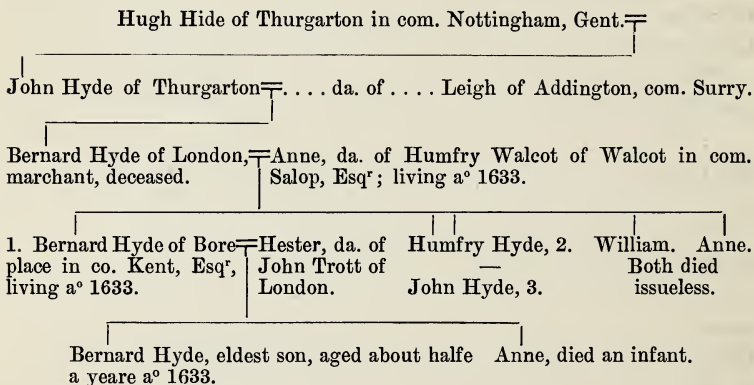 Hugh Hide of Thurgarton in com. Nottingham, Gent.
John Hyde of Thurgarton . . . . da. of . . . . Leigh of Addington, com. Surry.
Bernard Hyde of London, Anne, da. of Humfry Walcot of Walcot in com.
marchant, deceased. Salop, Esqʳ; living aº 1633.
1. Bernard Hyde of Bore Hester, da. of Humfry Hyde, 2. William. Anne.
place in co. Kent, Esqʳ, John Trott of — Both died
living aº 1633. London. John Hyde, 3. issueless.
Bernard Hyde, eldest son, aged about halfe Anne, died an infant.
a yeare aº 1633.